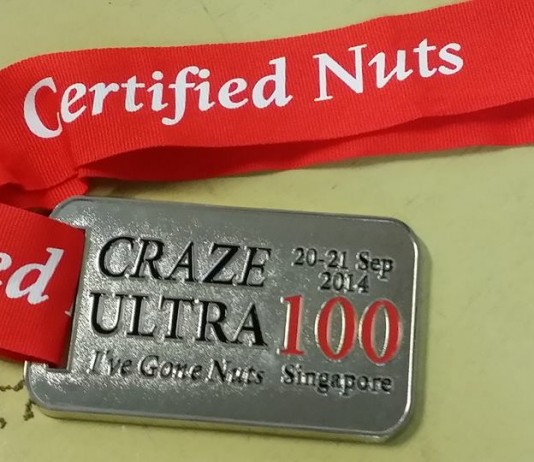 Certified Nuts
ed
CRAZE
ULTRA
I've Gone Nuts
20-21 Sep
2014
100
Singapore